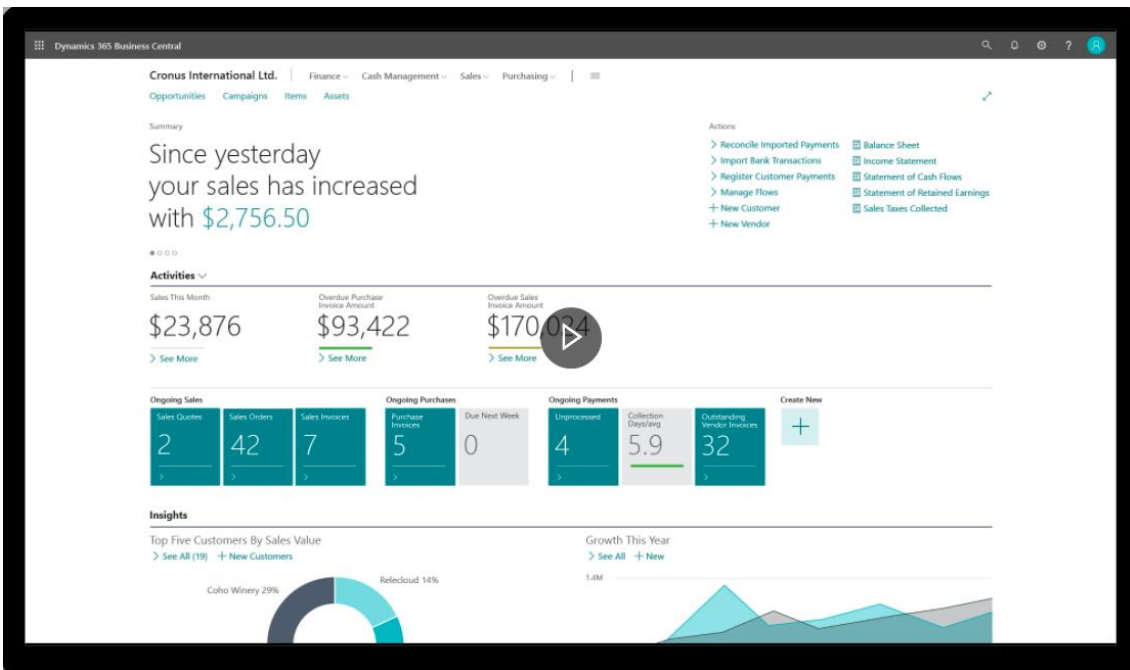 Dynamics 365 Business Central
?
Cronus International Ltd.
Finance
Cash Management
Sales
Purchasing
Opportunities
Campaigns
Items
Assets
Summary
Since yesterday
your sales has increased
with $2,756.50
Actions
Reconcile Imported Payments
Import Bank Transactions
Register Customer Payments
Manage Flows
New Customer
New Vendor
Balance Sheet
Income Statement
Statement of Cash Flows
Statement of Retained Earnings
Sales Taxes Collected
Activities
Sales This Month
$23,876
See More
Overdue Purchase
Invoice Amount
$93,422
See More
Overdue Sales
Invoice Amount
$170,024
See More
Ongoing Sales
Sales Quotes
2
Sales Orders
42
Sales Invoices
7
Ongoing Purchases
Purchase
Invoices
5
Due Next Week
0
Ongoing Payments
Unprocessed
4
Collection
Days/avg
5.9
Outstanding
Vendor Invoices
32
Create New
Insights
Top Five Customers By Sales Value
See All (19)
New Customers
Coho Winery 29%
Relecloud 14%
Growth This Year
See All
New
1.4M